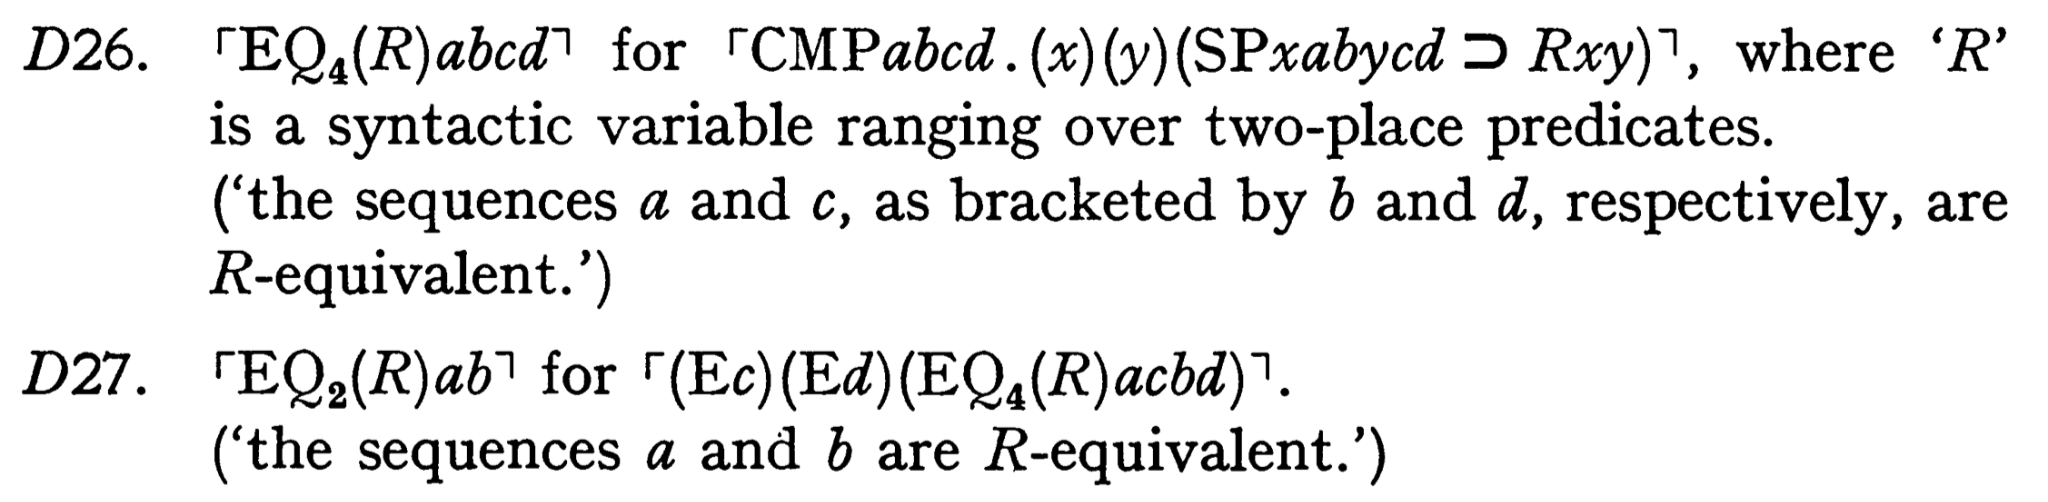 D26. ⌜EQ₄(R)abcd⌝ for ⌜CMPabcd.(x)(y)(SPxabycd ⊃ Rxy)⌝, where ‘R’
is a syntactic variable ranging over two-place predicates.
(‘the sequences a and c, as bracketed by b and d, respectively, are
R-equivalent.’)
D27. ⌜EQ₂(R)ab⌝ for ⌜(Ec)(Ed)(EQ₄(R)acbd)⌝.
(‘the sequences a and b are R-equivalent.’)